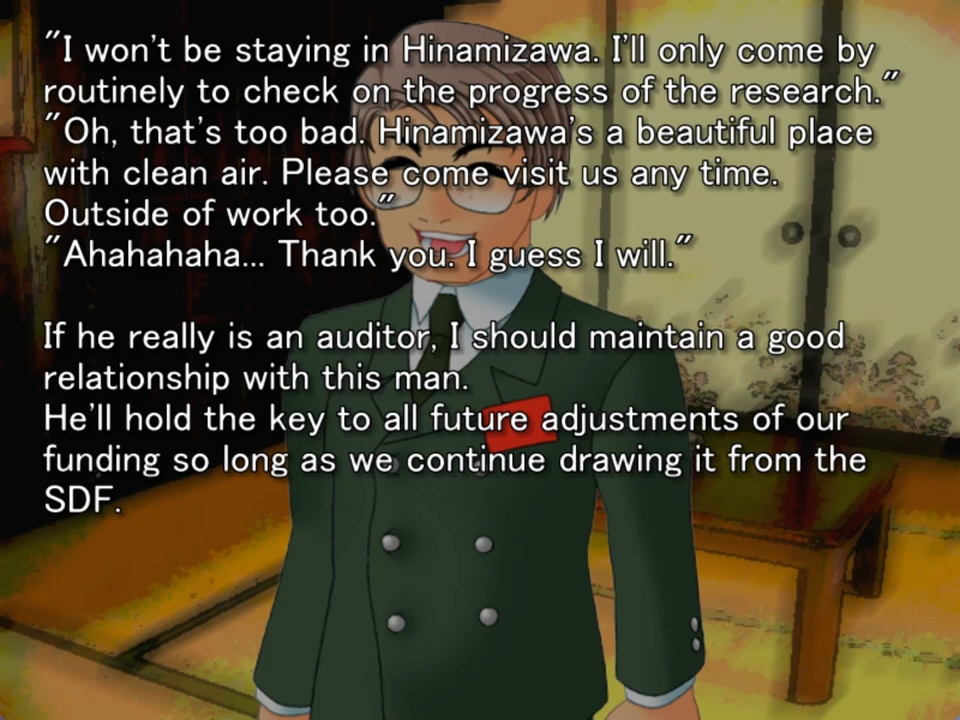 "I won't be staying in Hinamizawa. I'll only come by
routinely to check on the progress of the research."
"Oh, that's too bad. Hinamizawa's a beautiful place
with clean air. Please come visit us any time.
Outside of work too."
"Ahahahaha... Thank you. I guess I will."
If he really is an auditor, I should maintain a good
relationship with this man.
He'll hold the key to all future adjustments of our
funding so long as we continue drawing it from the
SDF.